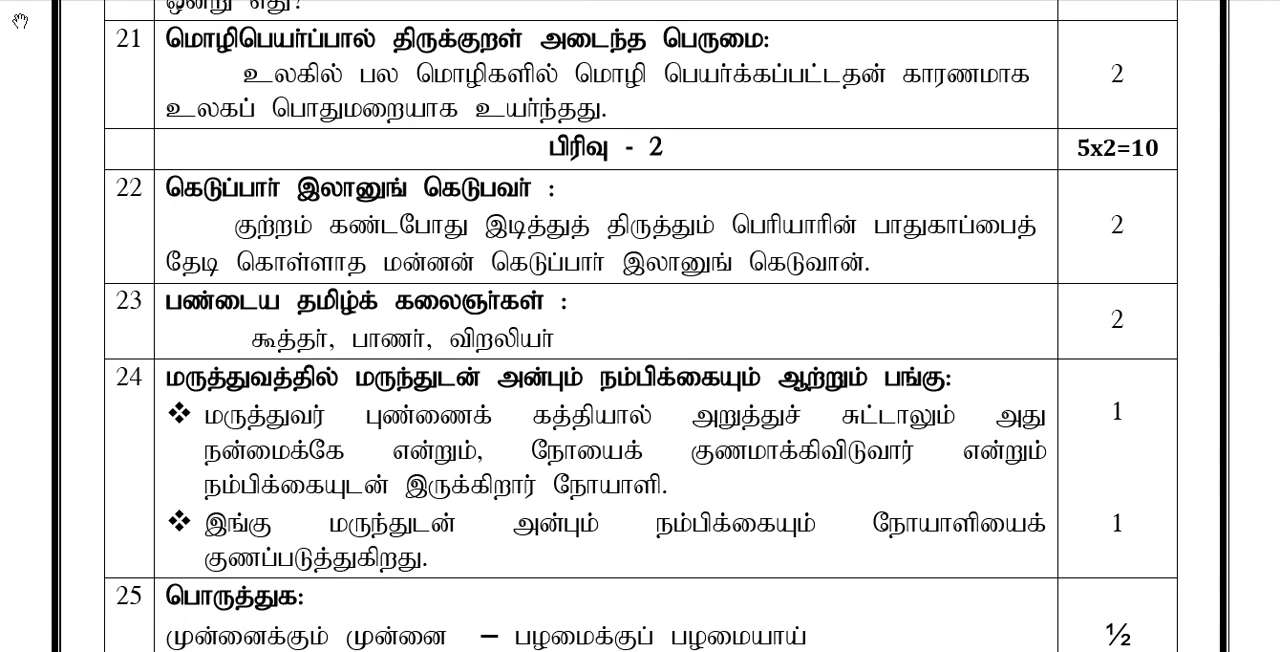 ஒன்று எது?
21 மொழிபெயர்ப்பால் திருக்குறள் அடைந்த பெருமை:
உலகில் பல மொழிகளில் மொழி பெயர்க்கப்பட்டதன் காரணமாக 2
உலகப் பொதுமறையாக உயர்ந்தது.
பிரிவு - 2 5x2=10
22 கெடுப்பார் இலானுங் கெடுபவர் :
குற்றம் கண்டபோது இடித்துத் திருத்தும் பெரியாரின் பாதுகாப்பைத் 2
தேடி கொள்ளாத மன்னன் கெடுப்பார் இலானுங் கெடுவான்.
23 பண்டைய தமிழ்க் கலைஞர்கள் :
கூத்தர், பாணர், விறலியர் 2
24 மருத்துவத்தில் மருந்துடன் அன்பும் நம்பிக்கையும் ஆற்றும் பங்கு:
❖ மருத்துவர் புண்ணைக் கத்தியால் அறுத்துச் சுட்டாலும் அது 1
நன்மைக்கே என்றும், நோயைக் குணமாக்கிவிடுவார் என்றும்
நம்பிக்கையுடன் இருக்கிறார் நோயாளி.
❖ இங்கு மருந்துடன் அன்பும் நம்பிக்கையும் நோயாளியைக் 1
குணப்படுத்துகிறது.
25 பொருத்துக:
முன்னைக்கும் முன்னை – பழமைக்குப் பழமையாய் ½